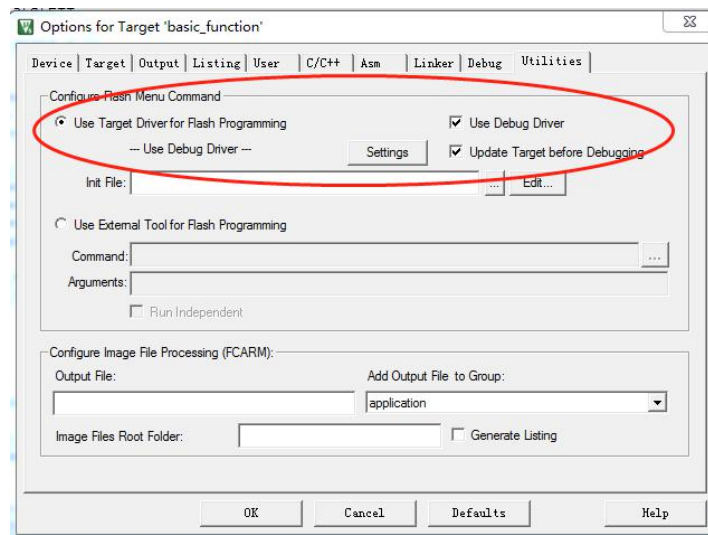 Options for Target 'basic_function'
Device Target Output Listing User C/C++ Asm Linker Debug Utilities
Configure Flash Menu Command
Use Target Driver for Flash Programming Use Debug Driver
--- Use Debug Driver --- Settings Update Target before Debugging
Init File: ... Edit...
Use External Tool for Flash Programming
Command: ...
Arguments:
Run Independent
Configure Image File Processing (FCARM):
Output File: Add Output File to Group:
application
Image Files Root Folder: Generate Listing
OK Cancel Defaults Help